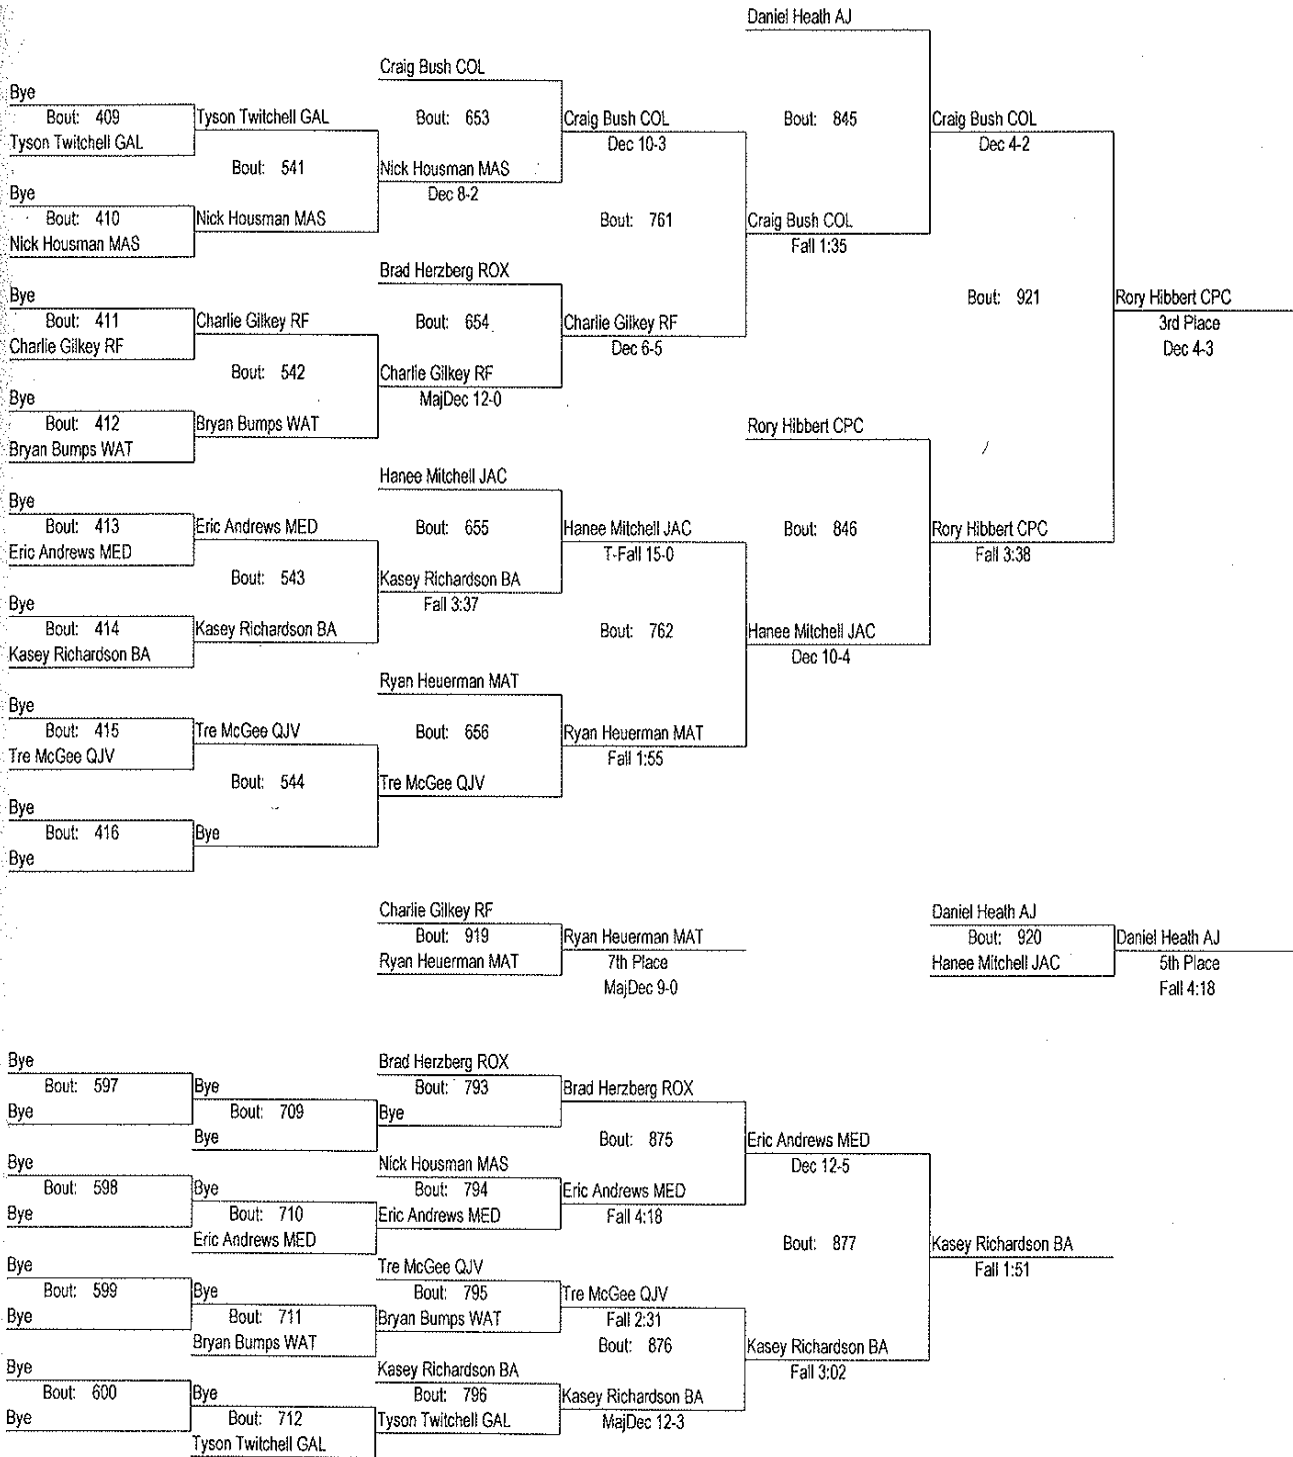 Daniel Heath AJ
Craig Bush COL
Bye
Bout: 409
Tyson Twitchell GAL
Bout: 653
Craig Bush COL
Bout: 845
Craig Bush COL
Tyson Twitchell GAL
Dec 10-3
Dec 4-2
Bout: 541
Nick Housman MAS
Bye
Dec 8-2
Bout: 410
Nick Housman MAS
Bout: 761
Craig Bush COL
Nick Housman MAS
Fall 1:35
Brad Herzberg ROX
Bye
Bout: 921
Rory Hibbert CPC
Bout: 411
Charlie Gilkey RF
Bout: 654
Charlie Gilkey RF
3rd Place
Charlie Gilkey RF
Dec 6-5
Dec 4-3
Bout: 542
Charlie Gilkey RF
Bye
MajDec 12-0
Bout: 412
Bryan Bumps WAT
Rory Hibbert CPC
Bryan Bumps WAT
Hanee Mitchell JAC
Bye
Bout: 413
Eric Andrews MED
Bout: 655
Hanee Mitchell JAC
Bout: 846
Rory Hibbert CPC
Eric Andrews MED
T-Fall 15-0
Fall 3:38
Bout: 543
Kasey Richardson BA
Bye
Fall 3:37
Bout: 414
Kasey Richardson BA
Bout: 762
Hanee Mitchell JAC
Kasey Richardson BA
Dec 10-4
Ryan Heuerman MAT
Bye
Bout: 415
Tre McGee QJV
Bout: 656
Ryan Heuerman MAT
Tre McGee QJV
Fall 1:55
Bout: 544
Tre McGee QJV
Bye
Bout: 416
Bye
Bye
Charlie Gilkey RF
Daniel Heath AJ
Bout: 919
Ryan Heuerman MAT
Bout: 920
Daniel Heath AJ
Ryan Heuerman MAT
7th Place
Hanee Mitchell JAC
5th Place
MajDec 9-0
Fall 4:18
Bye
Brad Herzberg ROX
Bout: 597
Bye
Bout: 793
Brad Herzberg ROX
Bye
Bout: 709
Bye
Bye
Bout: 875
Eric Andrews MED
Bye
Nick Housman MAS
Dec 12-5
Bout: 598
Bye
Bout: 794
Eric Andrews MED
Bye
Bout: 710
Eric Andrews MED
Fall 4:18
Eric Andrews MED
Bout: 877
Kasey Richardson BA
Bye
Tre McGee QJV
Fall 1:51
Bout: 599
Bye
Bout: 795
Tre McGee QJV
Bye
Bout: 711
Bryan Bumps WAT
Fall 2:31
Bryan Bumps WAT
Bout: 876
Kasey Richardson BA
Bye
Kasey Richardson BA
Fall 3:02
Bout: 600
Bye
Bout: 796
Kasey Richardson BA
Bye
Bout: 712
Tyson Twitchell GAL
MajDec 12-3
Tyson Twitchell GAL